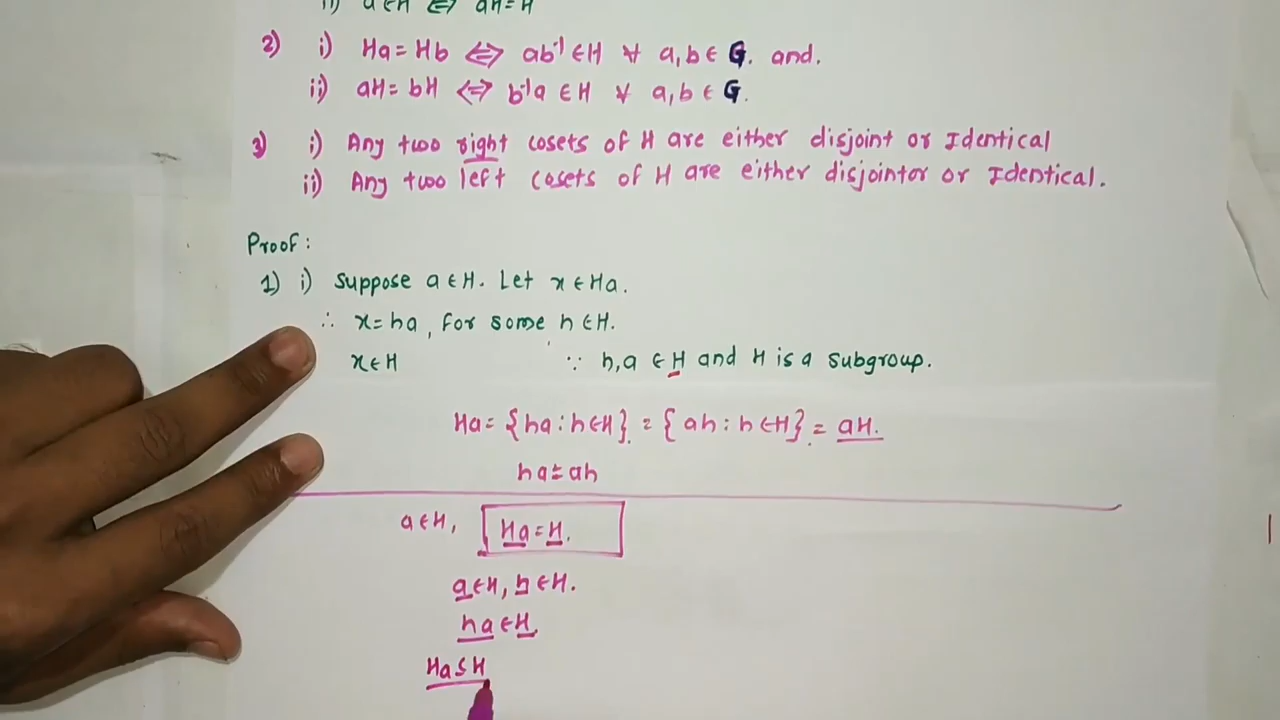 ii) a∈H ⇔ aH=H
2) i) Ha = Hb ⇔ ab⁻¹ ∈ H ∀ a,b ∈ G. and.
ii) aH = bH ⇔ b⁻¹a ∈ H ∀ a,b ∈ G.
3) i) Any two right cosets of H are either disjoint or Identical
ii) Any two left cosets of H are either disjointor or Identical.
Proof:
1) i) Suppose a ∈ H. Let x ∈ Ha.
∴ x = ha, for some h ∈ H.
x ∈ H ∵ h,a ∈ H and H is a subgroup.
Ha = {ha : h∈H} = {ah : h∈H} = aH.
ha = ah
a∈H, Ha = H.
a∈H, h∈H.
ha ∈ H.
Ha ⊆ H